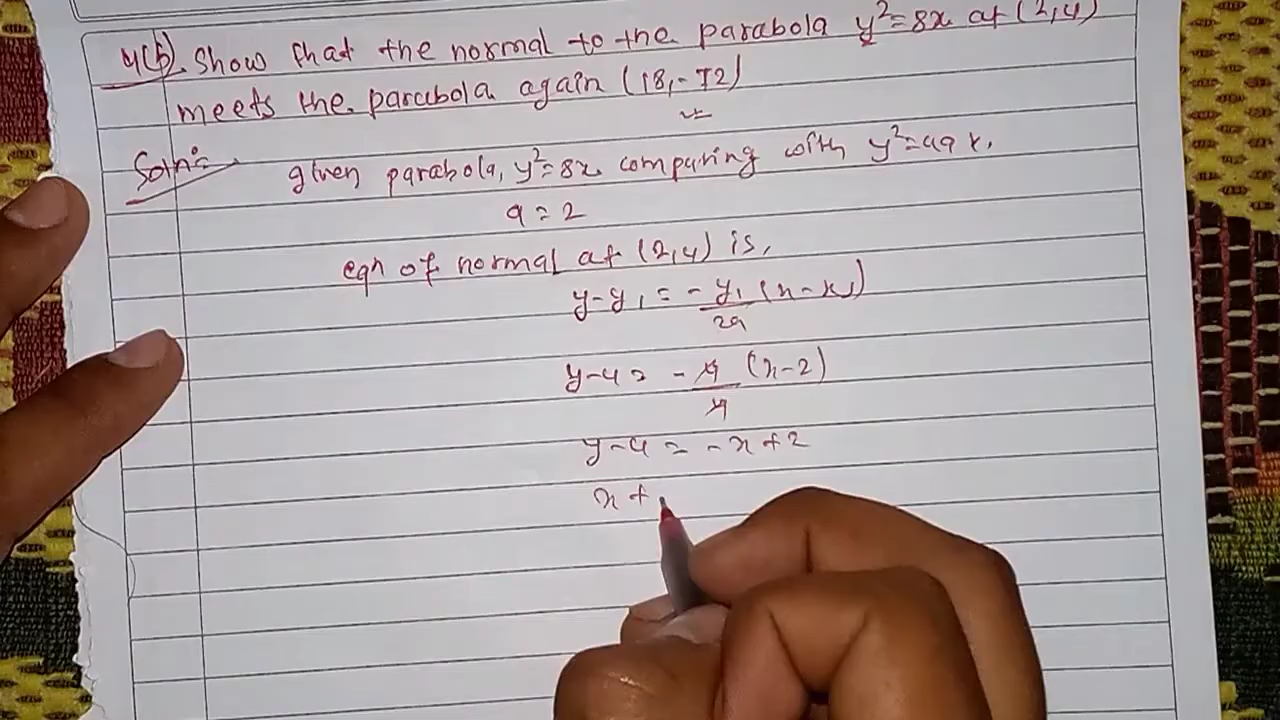 4(b). Show that the normal to the parabola y²=8x at (2,4)
meets the parabola again (18,-12)
Soln:
given parabola, y²=8x comparing with y²=4ax.
a=2
eqn of normal at (2,4) is,
y-y₁ = -y₁/2a (x-x₁)
y-4= -4/4 (x-2)
y-4 = -x+2
x+